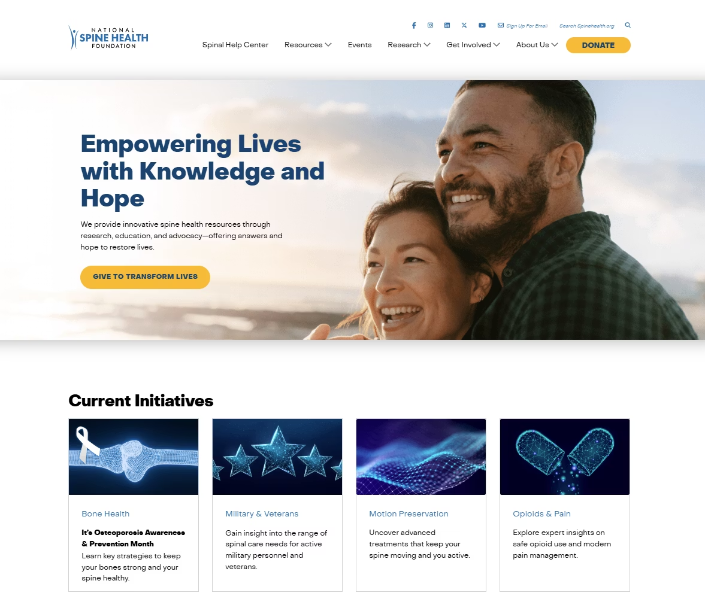 NATIONAL
SPINE HEALTH
FOUNDATION
Sign Up For Email
Search Spinehealth.org
Spinal Help Center
Resources
Events
Research
Get Involved
About Us
DONATE
Empowering Lives
with Knowledge and
Hope
We provide innovative spine health resources through
research, education, and advocacy—offering answers and
hope to restore lives.
GIVE TO TRANSFORM LIVES
Current Initiatives
Bone Health
It's Osteoporosis Awareness
& Prevention Month
Learn key strategies to keep
your bones strong and your
spine healthy.
Military & Veterans
Gain insight into the range of
spinal care needs for active
military personnel and
veterans.
Motion Preservation
Uncover advanced
treatments that keep your
spine moving and you active.
Opioids & Pain
Explore expert insights on
safe opioid use and modern
pain management.